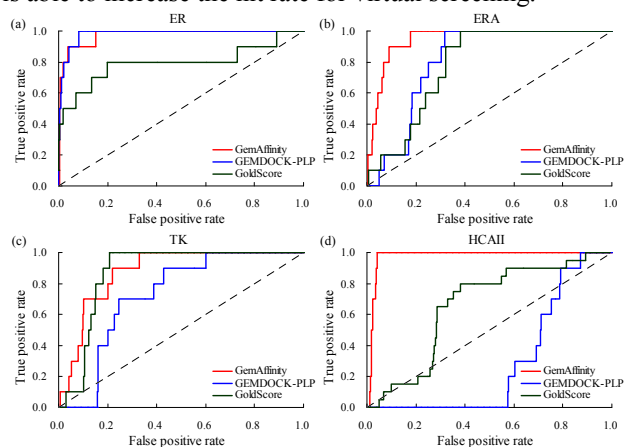 is able to increase the hit rate for virtual screening.
(a) ER
1.0
0.8
0.6
0.4
0.2
0.0
True positive rate
GemAffinity
GEMDOCK-PLP
GoldScore
0.0 0.2 0.4 0.6 0.8 1.0
False positive rate
(b) ERA
1.0
0.8
0.6
0.4
0.2
0.0
True positive rate
GemAffinity
GEMDOCK-PLP
GoldScore
0.0 0.2 0.4 0.6 0.8 1.0
False positive rate
(c) TK
1.0
0.8
0.6
0.4
0.2
0.0
True positive rate
GemAffinity
GEMDOCK-PLP
GoldScore
0.0 0.2 0.4 0.6 0.8 1.0
False positive rate
(d) HCAII
1.0
0.8
0.6
0.4
0.2
0.0
True positive rate
GemAffinity
GEMDOCK-PLP
GoldScore
0.0 0.2 0.4 0.6 0.8 1.0
False positive rate